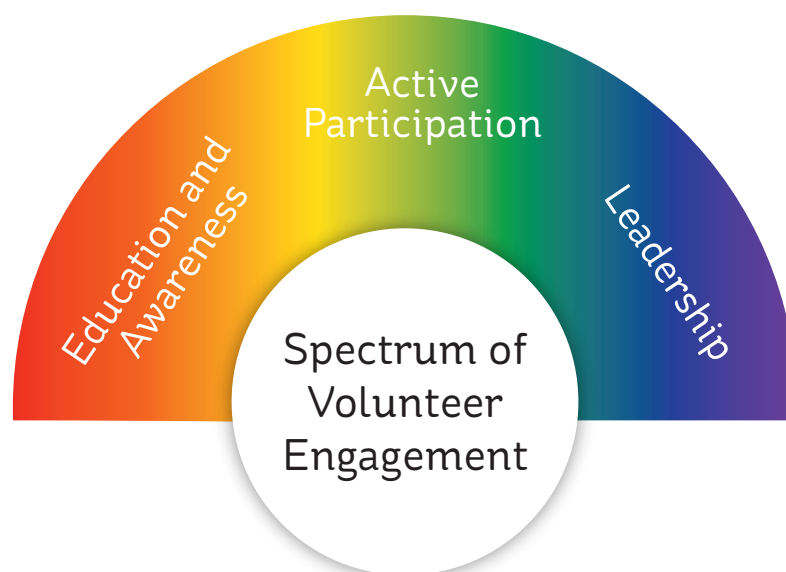 Education and
Awareness
Active
Participation
Leadership
Spectrum of
Volunteer
Engagement